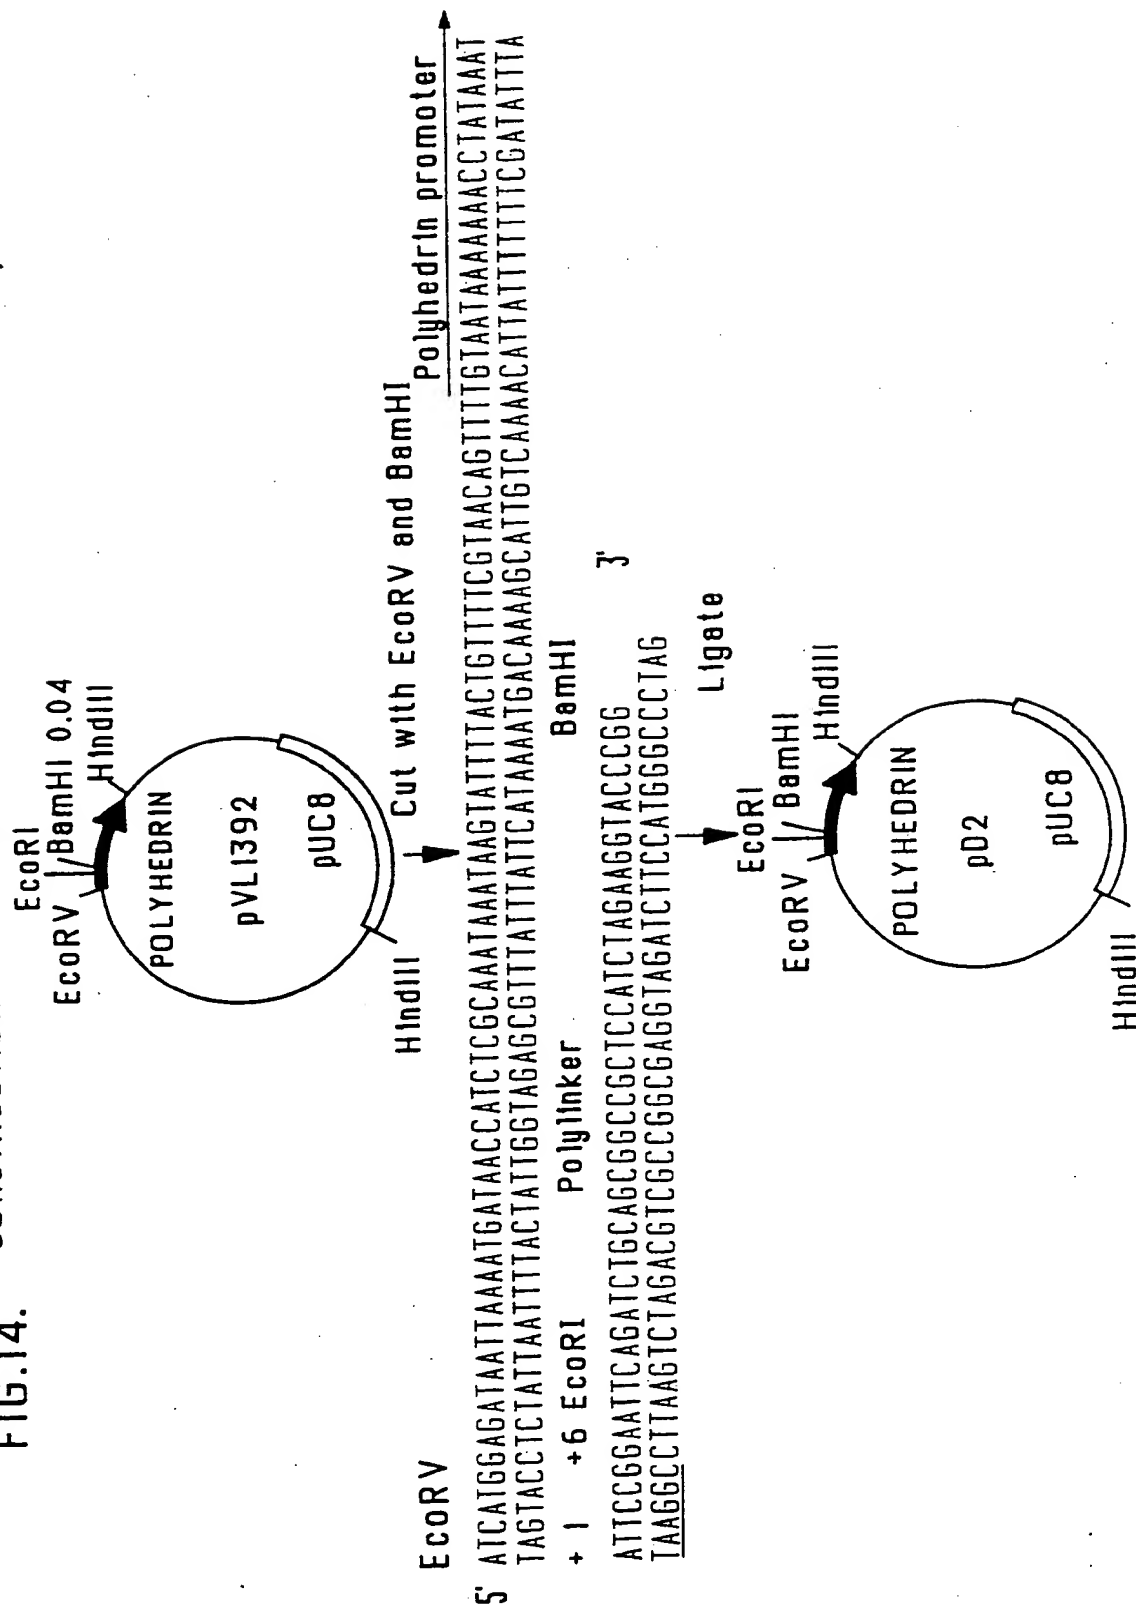 FIG.14.
EcoRI
EcoRV BamHI 0.04
HindIII
POLYHEDRIN
pVL1392
pUC8
HindIII
Cut with EcoRV and BamHI
EcoRV Polyhedrin promoter
5' ATCATGGAGATAATTAAAATGATAACCATCTCGCAAATAAATAAGTATTTTACTGTTTTCGTAACAGTTTTGTAATAAAAAAACCTATAAAT
TAGTACCTCTATTAATTTTACTATTGGTAGAGCGTTTATTTATTCATAAAATGACAAAAGCATTGTCAAAACATTATTTTTTTCGATATTTA
+ 1 +6 EcoRI Polylinker BamHI
ATTCCGGAATTCAGATCTGCAGCGGCCGCTCCATCTAGAAGGTACCCGG 3'
TAAGGCCTTAAGTCTAGACGTCGCCGGCGAGGTAGATCTTCCATGGGCCCTAG
Ligate
EcoRI
EcoRV BamHI
HindIII
POLYHEDRIN
pD2
pUC8
HindIII